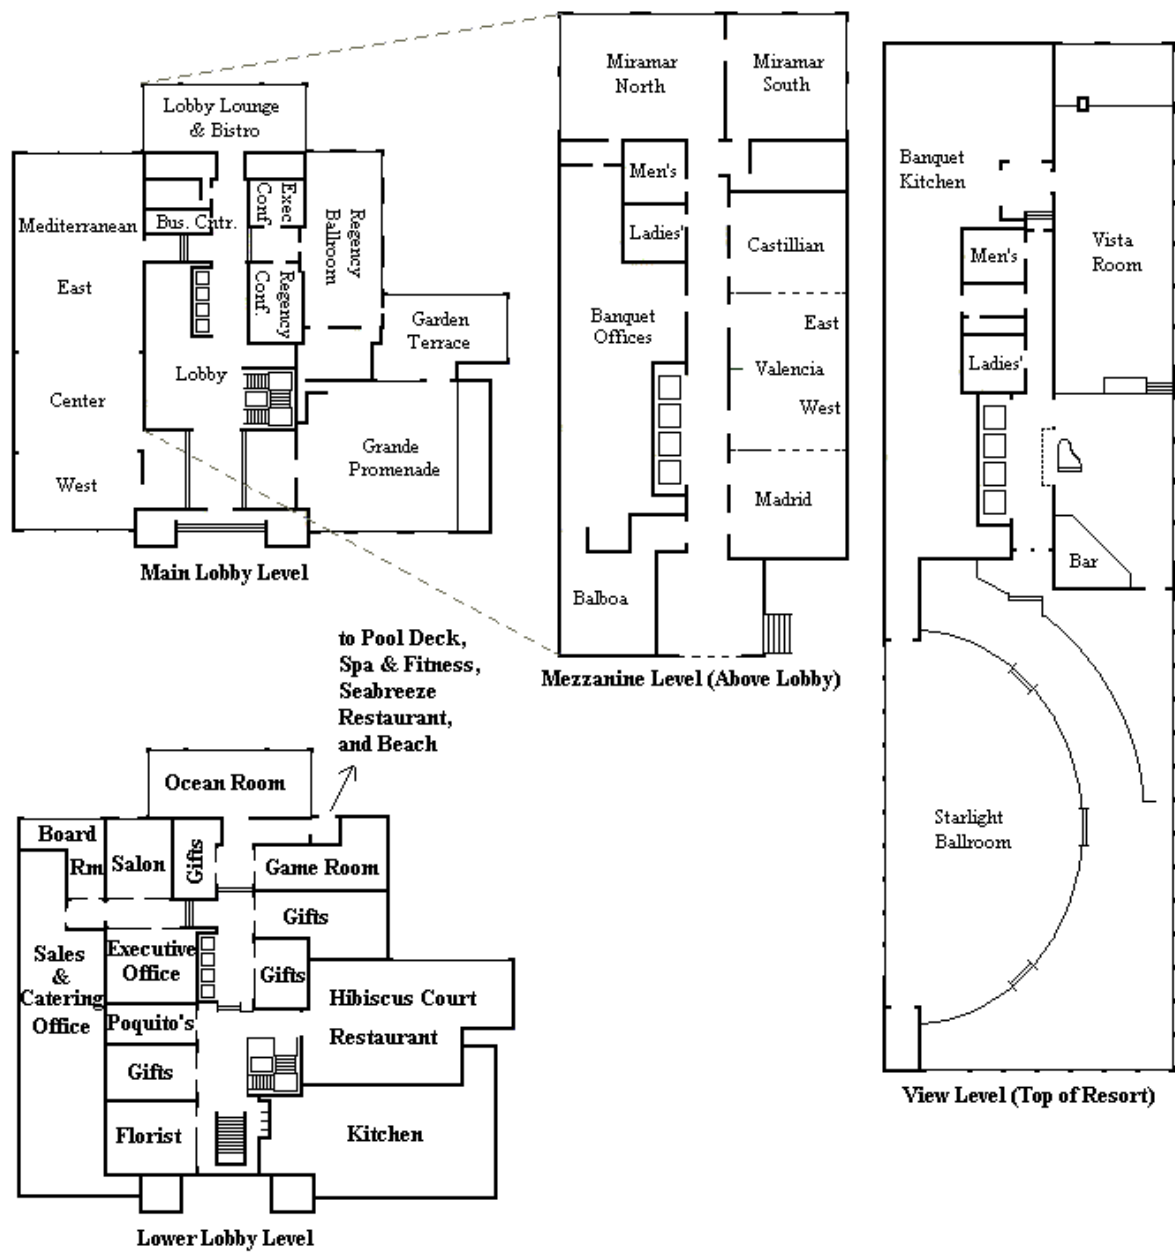 Lobby Lounge
& Bistro
Mediterranean
East
Center
West
Bus. Cntr.
Exec
Conf.
Regency
Conf.
Regency
Ballroom
Garden
Terrace
Lobby
Grande
Promenade
Main Lobby Level
Miramar
North
Miramar
South
Men's
Ladies'
Castillian
Banquet
Offices
East
Valencia
West
Madrid
Balboa
Mezzanine Level (Above Lobby)
Banquet
Kitchen
Men's
Vista
Room
Ladies'
Bar
Starlight
Ballroom
View Level (Top of Resort)
to Pool Deck,
Spa & Fitness,
Seabreeze
Restaurant,
and Beach
Ocean Room
Board
Rm
Salon
Gifts
Game Room
Gifts
Sales
&
Catering
Office
Executive
Office
Gifts
Hibiscus Court
Restaurant
Poquito's
Gifts
Florist
Kitchen
Lower Lobby Level